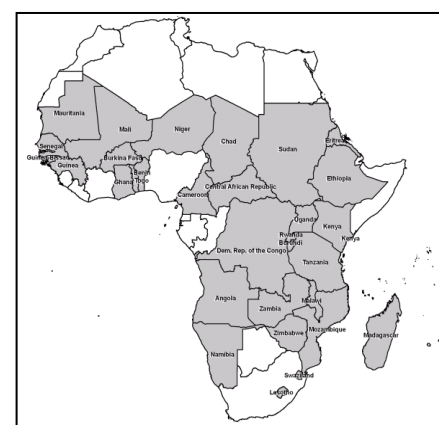 Mauritania
Mali
Niger
Chad
Sudan
Eritrea
Senegal
Guinea-Bissau
Guinea
Burkina Faso
Benin
Ghana
Togo
Ethiopia
Central African Republic
Cameroon
Uganda
Kenya
Kenya
Rwanda
Burundi
Dem. Rep. of the Congo
Tanzania
Angola
Malawi
Zambia
Mozambique
Zimbabwe
Madagascar
Namibia
Swaziland
Lesotho